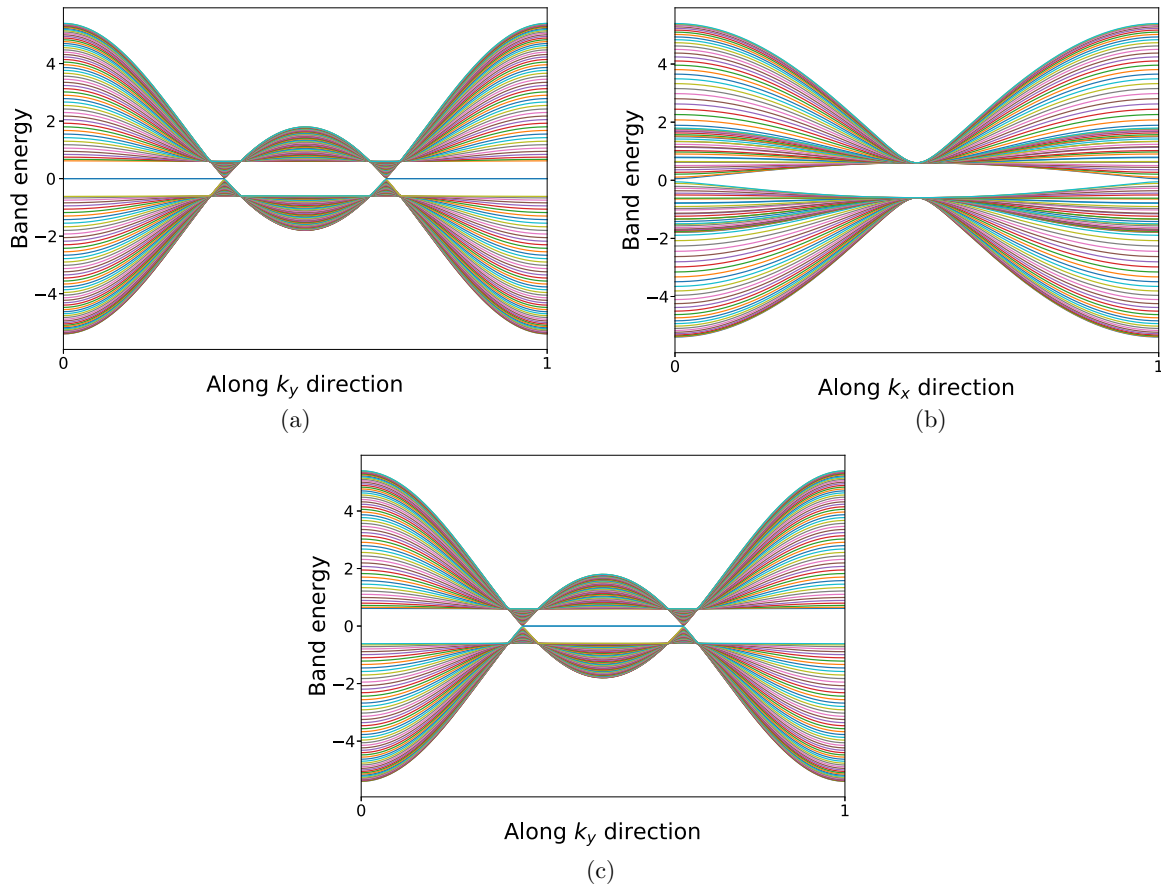 4
2
0
−2
−4
Band energy
0
1
Along k_y direction
(a)
4
2
0
−2
−4
Band energy
0
1
Along k_x direction
(b)
4
2
0
−2
−4
Band energy
0
1
Along k_y direction
(c)